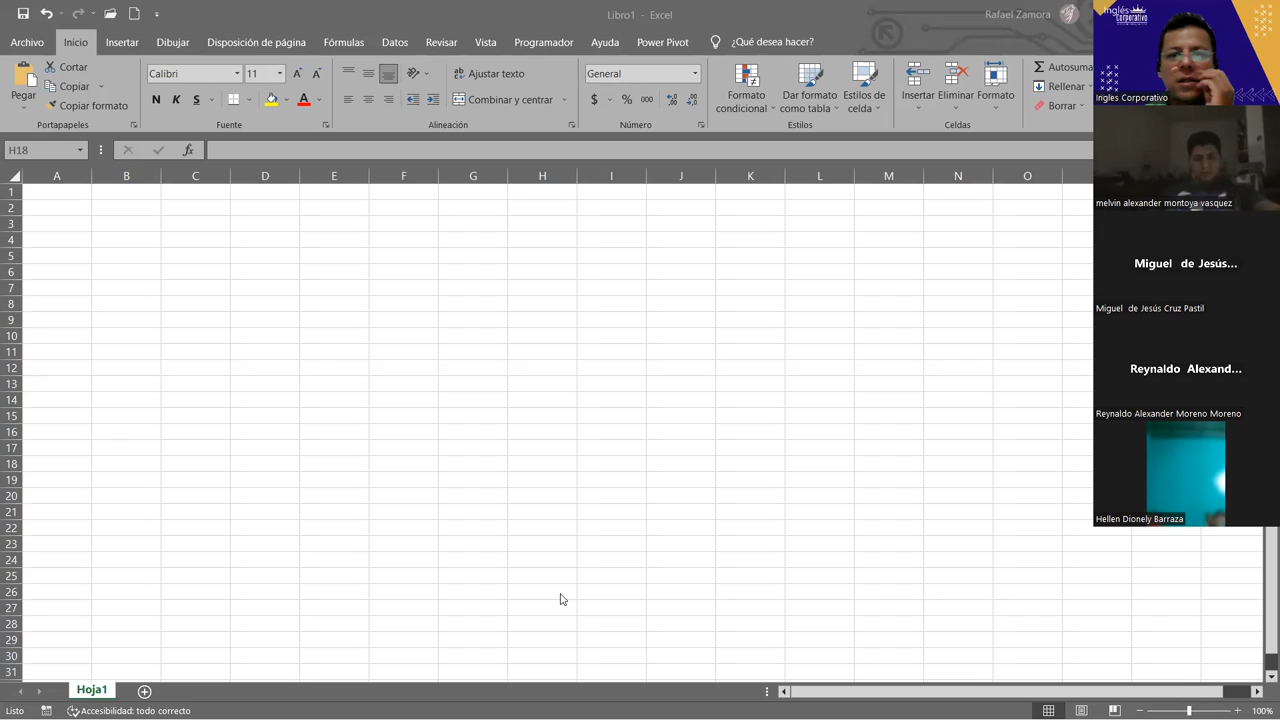 Libro1 - Excel
Rafael Zamora
Archivo Inicio Insertar Dibujar Disposición de página Fórmulas Datos Revisar Vista Programador Ayuda Power Pivot ¿Qué desea hacer?
Pegar
Cortar
Copiar
Copiar formato
Portapapeles
Calibri 11
N K S
Fuente
Ajustar texto
Combinar y centrar
Alineación
General
$ % 000
Número
Formato condicional
Dar formato como tabla
Estilos de celda
Estilos
Insertar Eliminar Formato
Celdas
Autosuma
Rellenar
Borrar
H18
fx
A B C D E F G H I J K L M N O
1
2
3
4
5
6
7
8
9
10
11
12
13
14
15
16
17
18
19
20
21
22
23
24
25
26
27
28
29
30
31
Inglés Corporativo
Ingles Corporativo
melvin alexander montoya vasquez
Miguel de Jesús...
Miguel de Jesús Cruz Pastil
Reynaldo Alexand...
Reynaldo Alexander Moreno Moreno
Hellen Dionely Barraza
Hoja1
Listo
Accesibilidad: todo correcto
100%